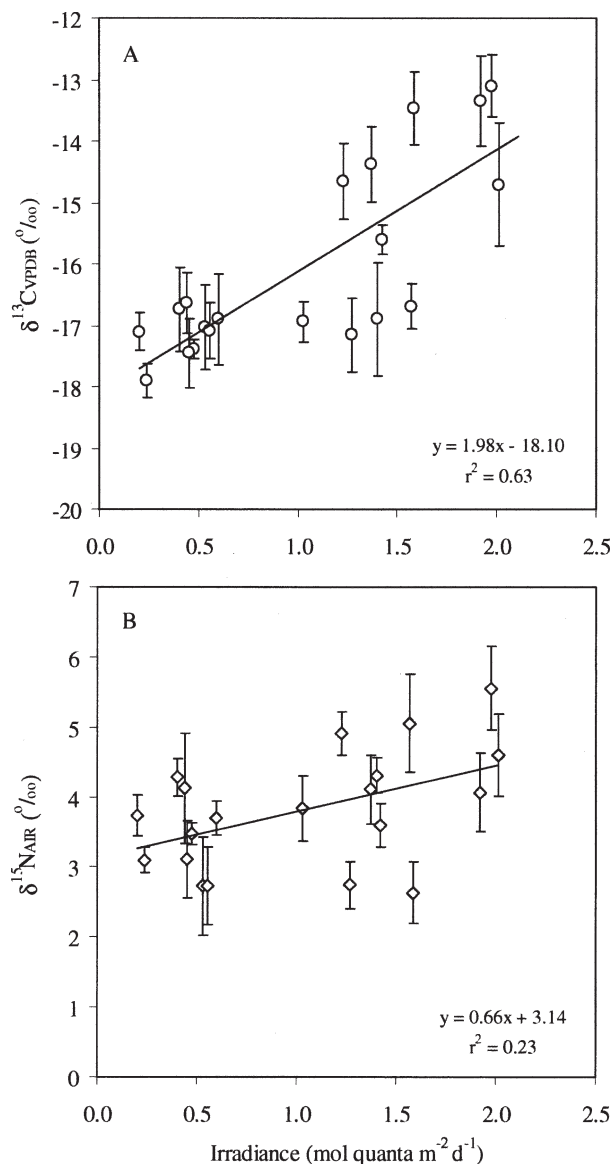 -12
-13
-14
-15
-16
-17
-18
-19
-20
A
δ¹³CVPDB (°/₀₀)
y = 1.98x - 18.10
r² = 0.63
0.0 0.5 1.0 1.5 2.0 2.5
7
6
5
4
3
2
1
0
B
δ¹⁵NAIR (°/₀₀)
y = 0.66x + 3.14
r² = 0.23
0.0 0.5 1.0 1.5 2.0 2.5
Irradiance (mol quanta m⁻² d⁻¹)